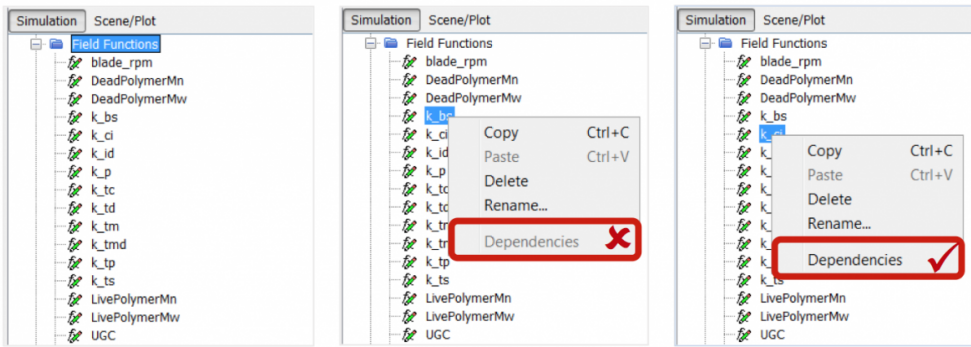 Simulation Scene/Plot
Field Functions
blade_rpm
DeadPolymerMn
DeadPolymerMw
k_bs
k_ci
k_id
k_p
k_tc
k_td
k_tm
k_tmd
k_tp
k_ts
LivePolymerMn
LivePolymerMw
UGC
Simulation Scene/Plot
Field Functions
blade_rpm
DeadPolymerMn
DeadPolymerMw
k_bs
k_ci
k_id
k_p
k_tc
k_tp
k_ts
LivePolymerMn
LivePolymerMw
UGC
Copy Ctrl+C
Paste Ctrl+V
Delete
Rename...
Dependencies
Simulation Scene/Plot
Field Functions
blade_rpm
DeadPolymerMn
DeadPolymerMw
k_bs
k_ci
k_ts
LivePolymerMn
LivePolymerMw
UGC
Copy Ctrl+C
Paste Ctrl+V
Delete
Rename...
Dependencies